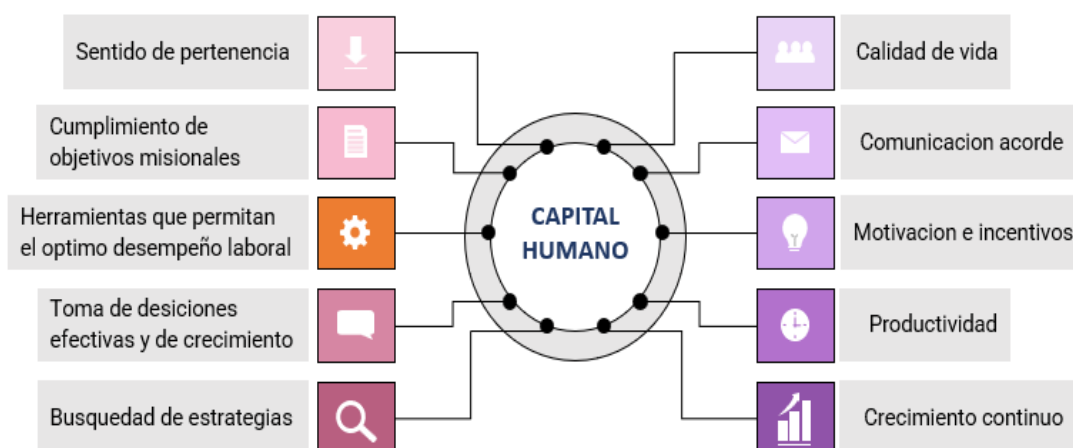 Sentido de pertenencia
Cumplimiento de
objetivos misionales
Herramientas que permitan
el optimo desempeño laboral
Toma de desiciones
efectivas y de crecimiento
Busquedad de estrategias
CAPITAL
HUMANO
Calidad de vida
Comunicacion acorde
Motivacion e incentivos
Productividad
Crecimiento continuo